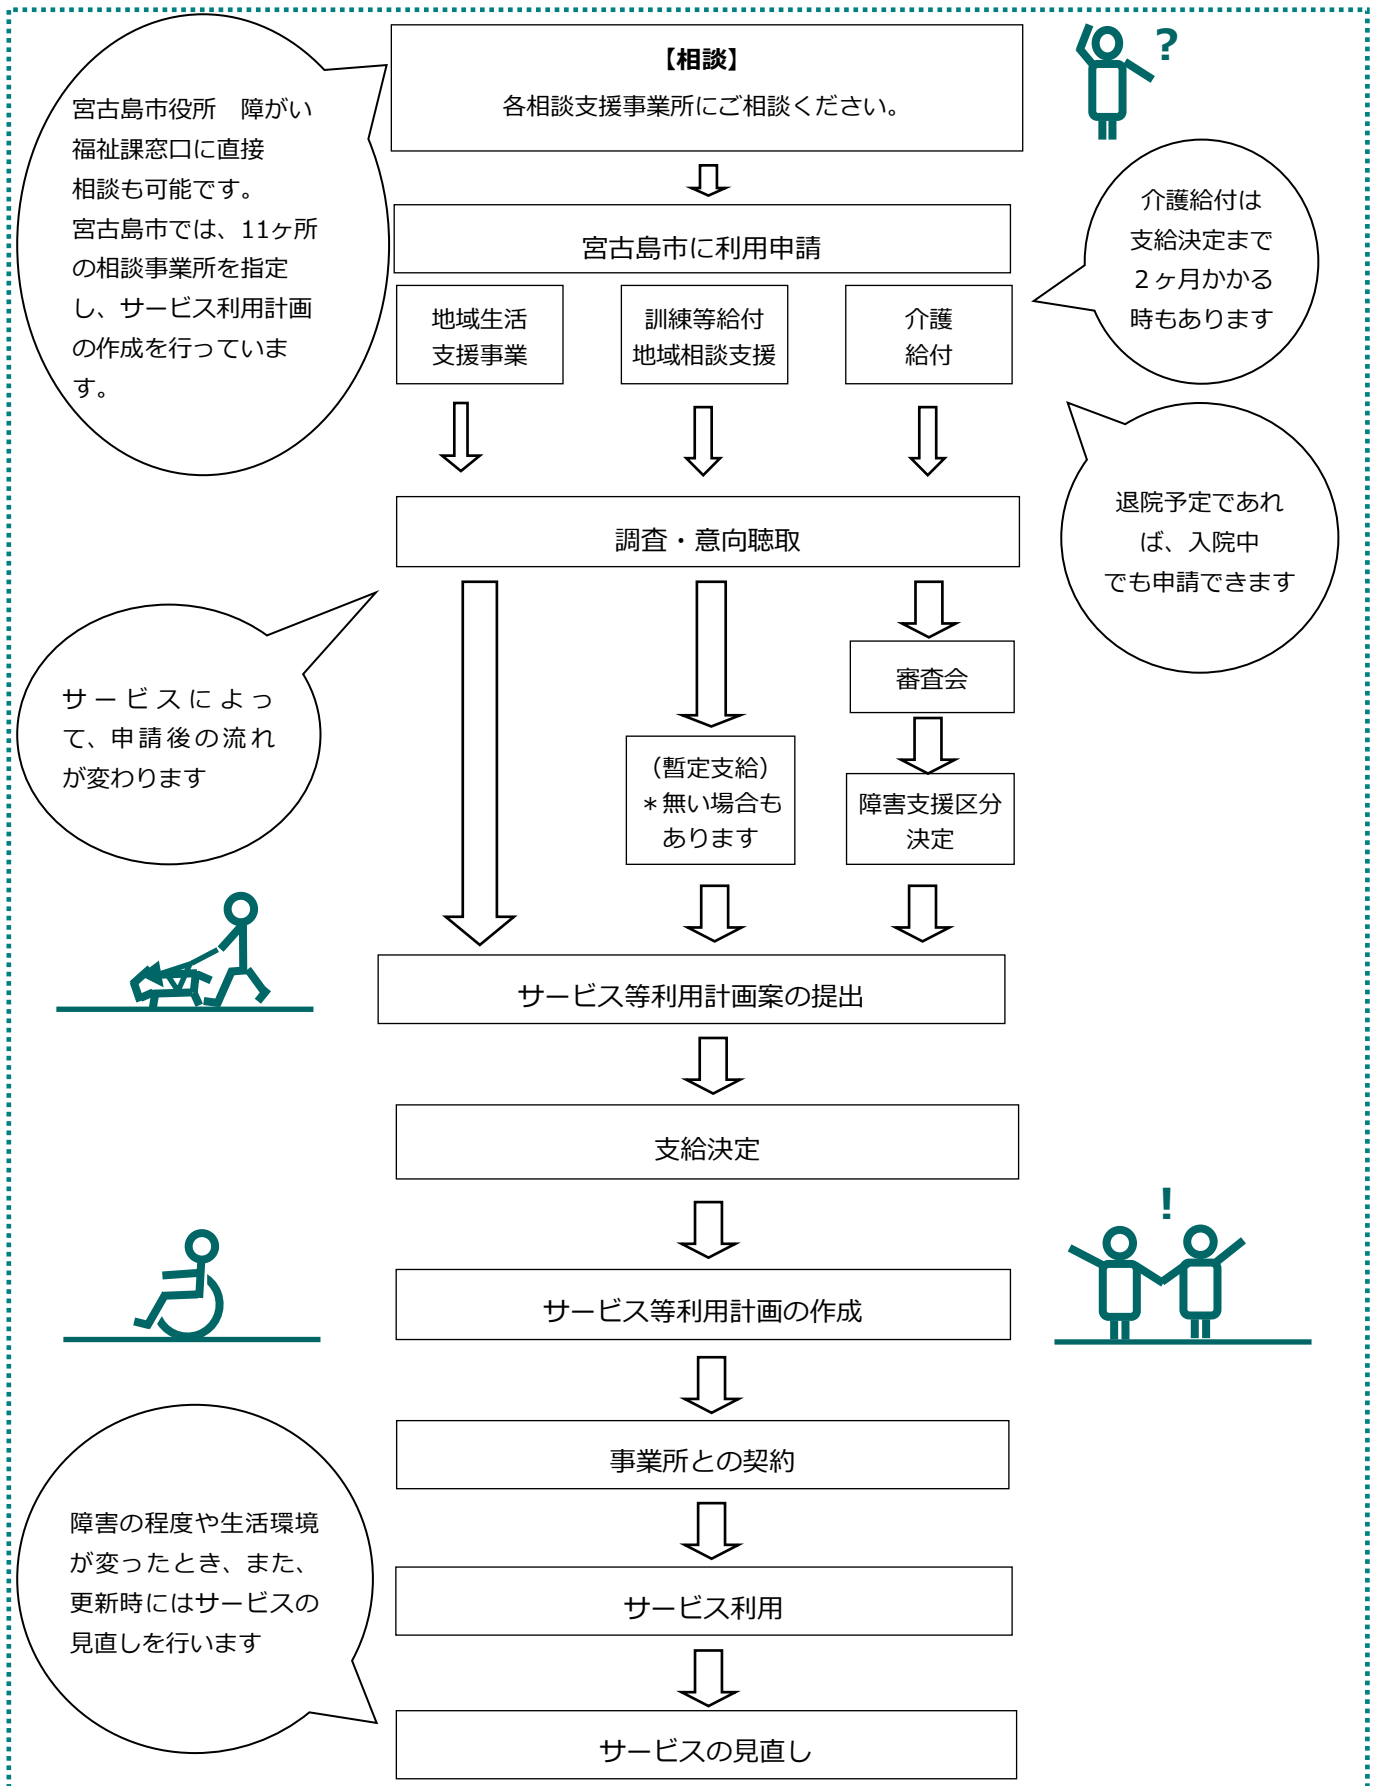 【相談】
各相談支援事業所にご相談ください。
?
宮古島市役所　障がい
福祉課窓口に直接
相談も可能です。
宮古島市では、11ヶ所
の相談事業所を指定
し、サービス利用計画
の作成を行っていま
す。
宮古島市に利用申請
介護給付は
支給決定まで
２ヶ月かかる
時もあります
地域生活
支援事業
訓練等給付
地域相談支援
介護
給付
退院予定であれ
ば、入院中
でも申請できます
調査・意向聴取
サービスによっ
て、申請後の流れ
が変わります
審査会
（暫定支給）
＊無い場合も
あります
障害支援区分
決定
サービス等利用計画案の提出
支給決定
!
サービス等利用計画の作成
事業所との契約
障害の程度や生活環境
が変ったとき、また、
更新時にはサービスの
見直しを行います
サービス利用
サービスの見直し